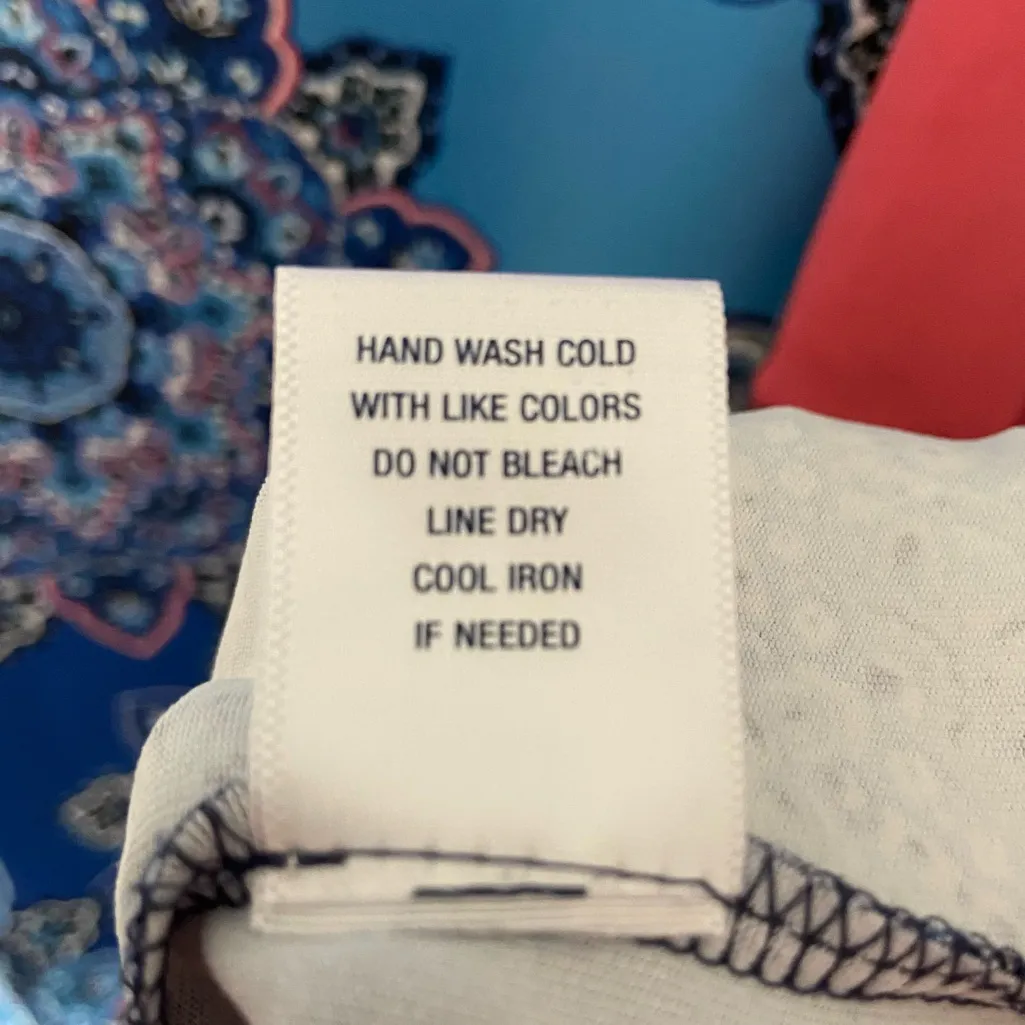 HAND WASH COLD
WITH LIKE COLORS
DO NOT BLEACH
LINE DRY
COOL IRON
IF NEEDED